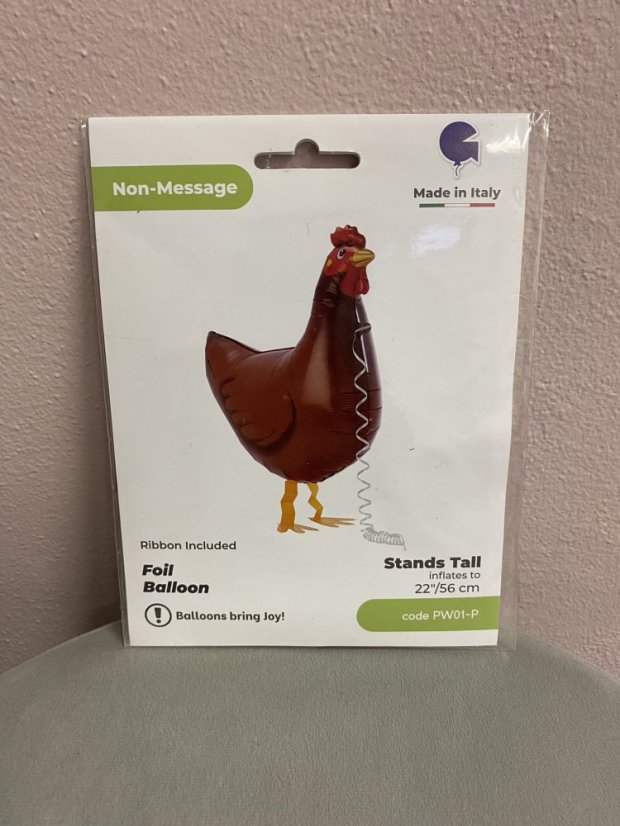 Non-Message
Made in Italy
Ribbon Included
Foil
Balloon
Balloons bring Joy!
Stands Tall
inflates to
22"/56 cm
code PW01-P